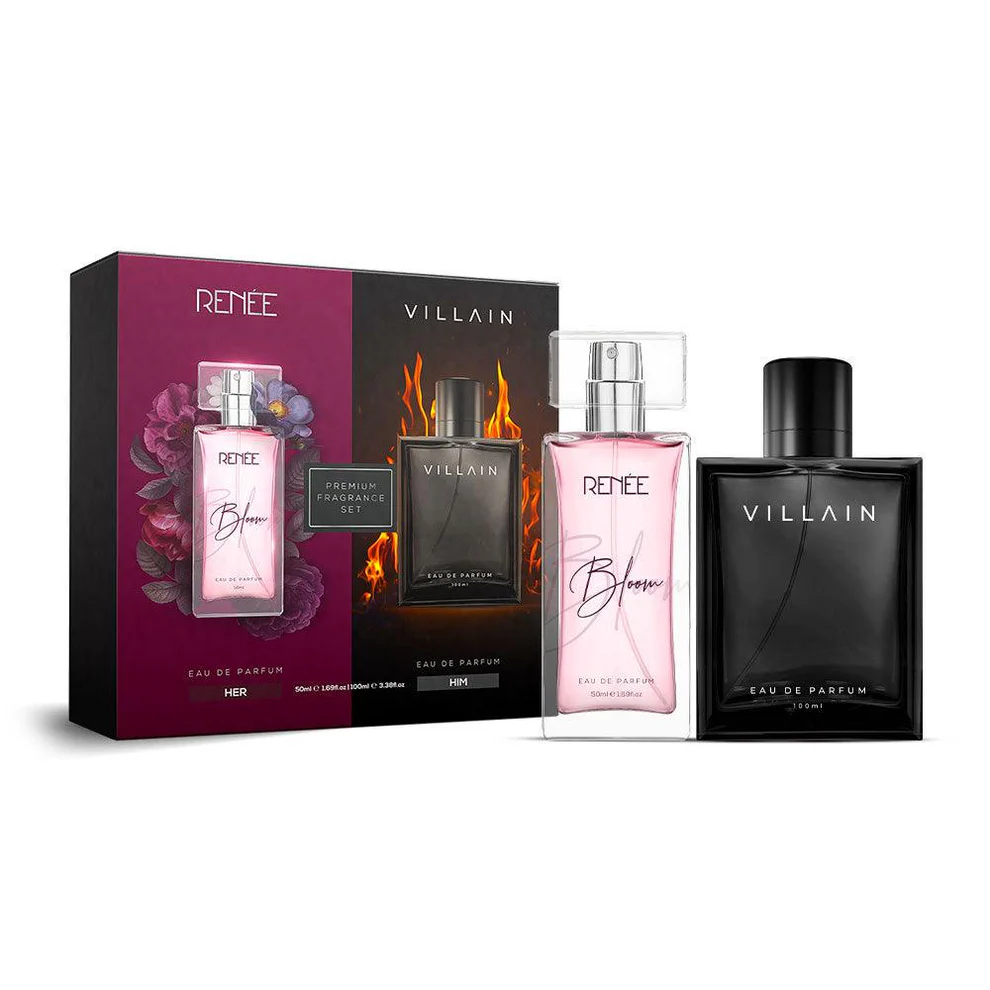 RENÉE
VILLAIN
RENÉE
Bloom
EAU DE PARFUM
50ml
PREMIUM
FRAGRANCE
SET
VILLAIN
EAU DE PARFUM
100ml
EAU DE PARFUM
HER
50ml ℮ 1.69fl.oz | 100ml ℮ 3.38fl.oz
EAU DE PARFUM
HIM
RENÉE
Bloom
EAU DE PARFUM
50ml ℮ 1.69fl.oz
VILLAIN
EAU DE PARFUM
100ml